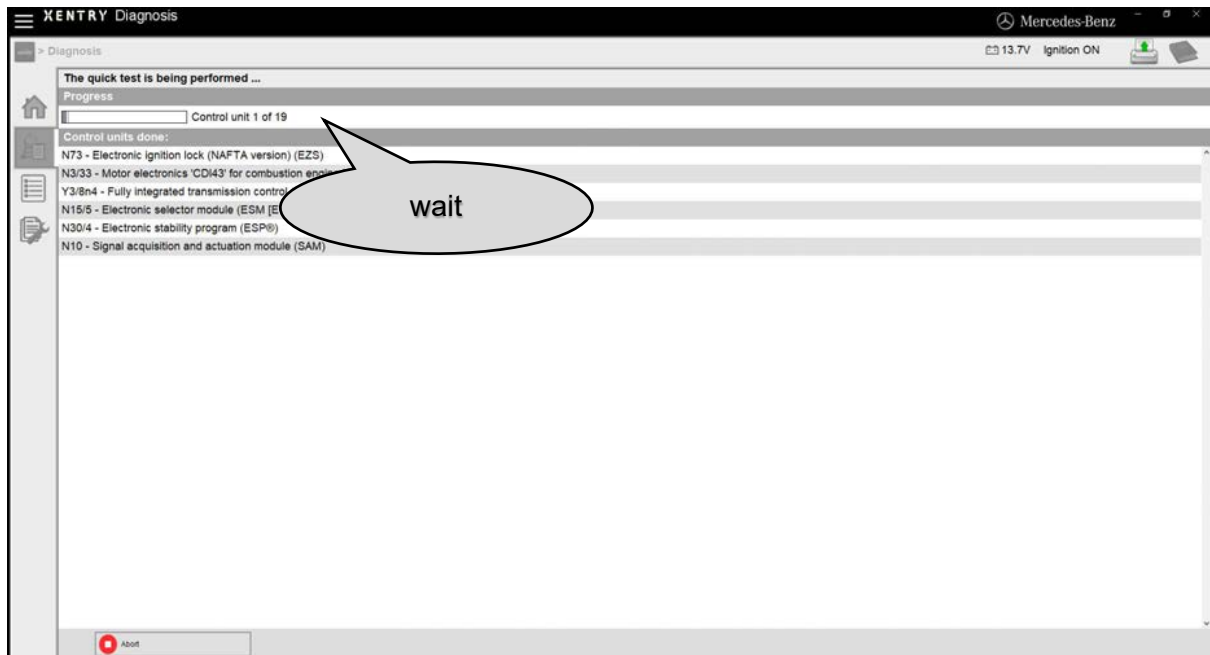 XENTRY Diagnosis
Mercedes-Benz
> Diagnosis
13.7V Ignition ON
The quick test is being performed ...
Progress
Control unit 1 of 19
Control units done:
N73 - Electronic ignition lock (NAFTA version) (EZS)
N3/33 - Motor electronics 'CDI43' for combustion
Y3/8n4 - Fully integrated transmission control
N15/5 - Electronic selector module (ESM
wait
N30/4 - Electronic stability program (ESP®)
N10 - Signal acquisition and actuation module (SAM)
Abort